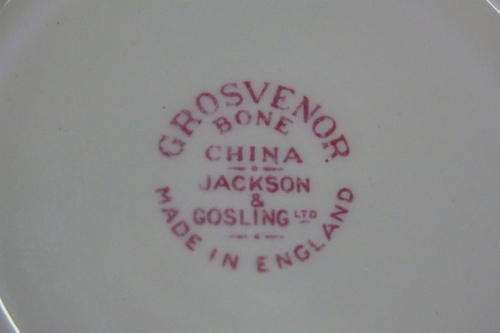 GROSVENOR
BONE
CHINA
JACKSON
&
GOSLING LTD
MADE IN ENGLAND